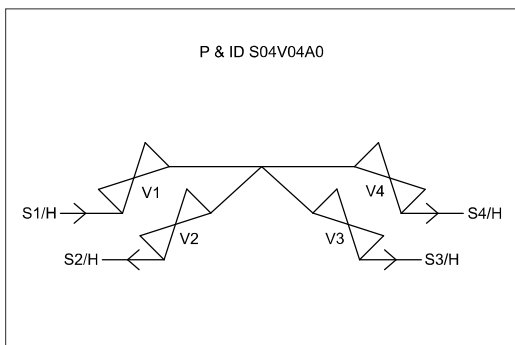 P & ID S04V04A0
V1
V4
S1/H
S4/H
V2
V3
S2/H
S3/H